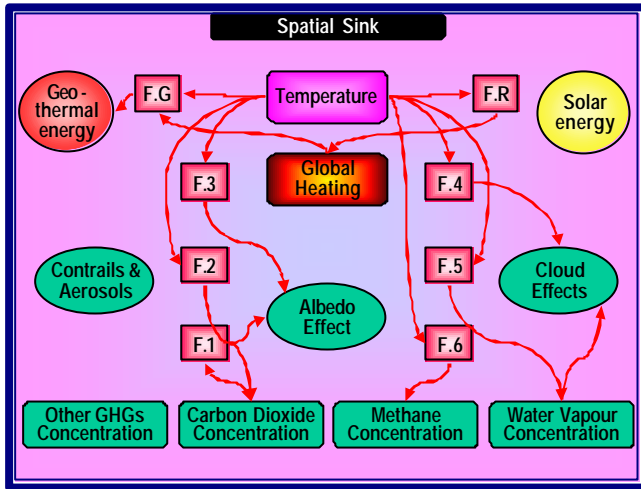 Spatial Sink
Geo -
thermal
energy
F.G
Temperature
F.R
Solar
energy
F.3
Global
Heating
F.4
Contrails &
Aerosols
F.2
Albedo
Effect
F.5
Cloud
Effects
F.1
F.6
Other GHGs
Concentration
Carbon Dioxide
Concentration
Methane
Concentration
Water Vapour
Concentration